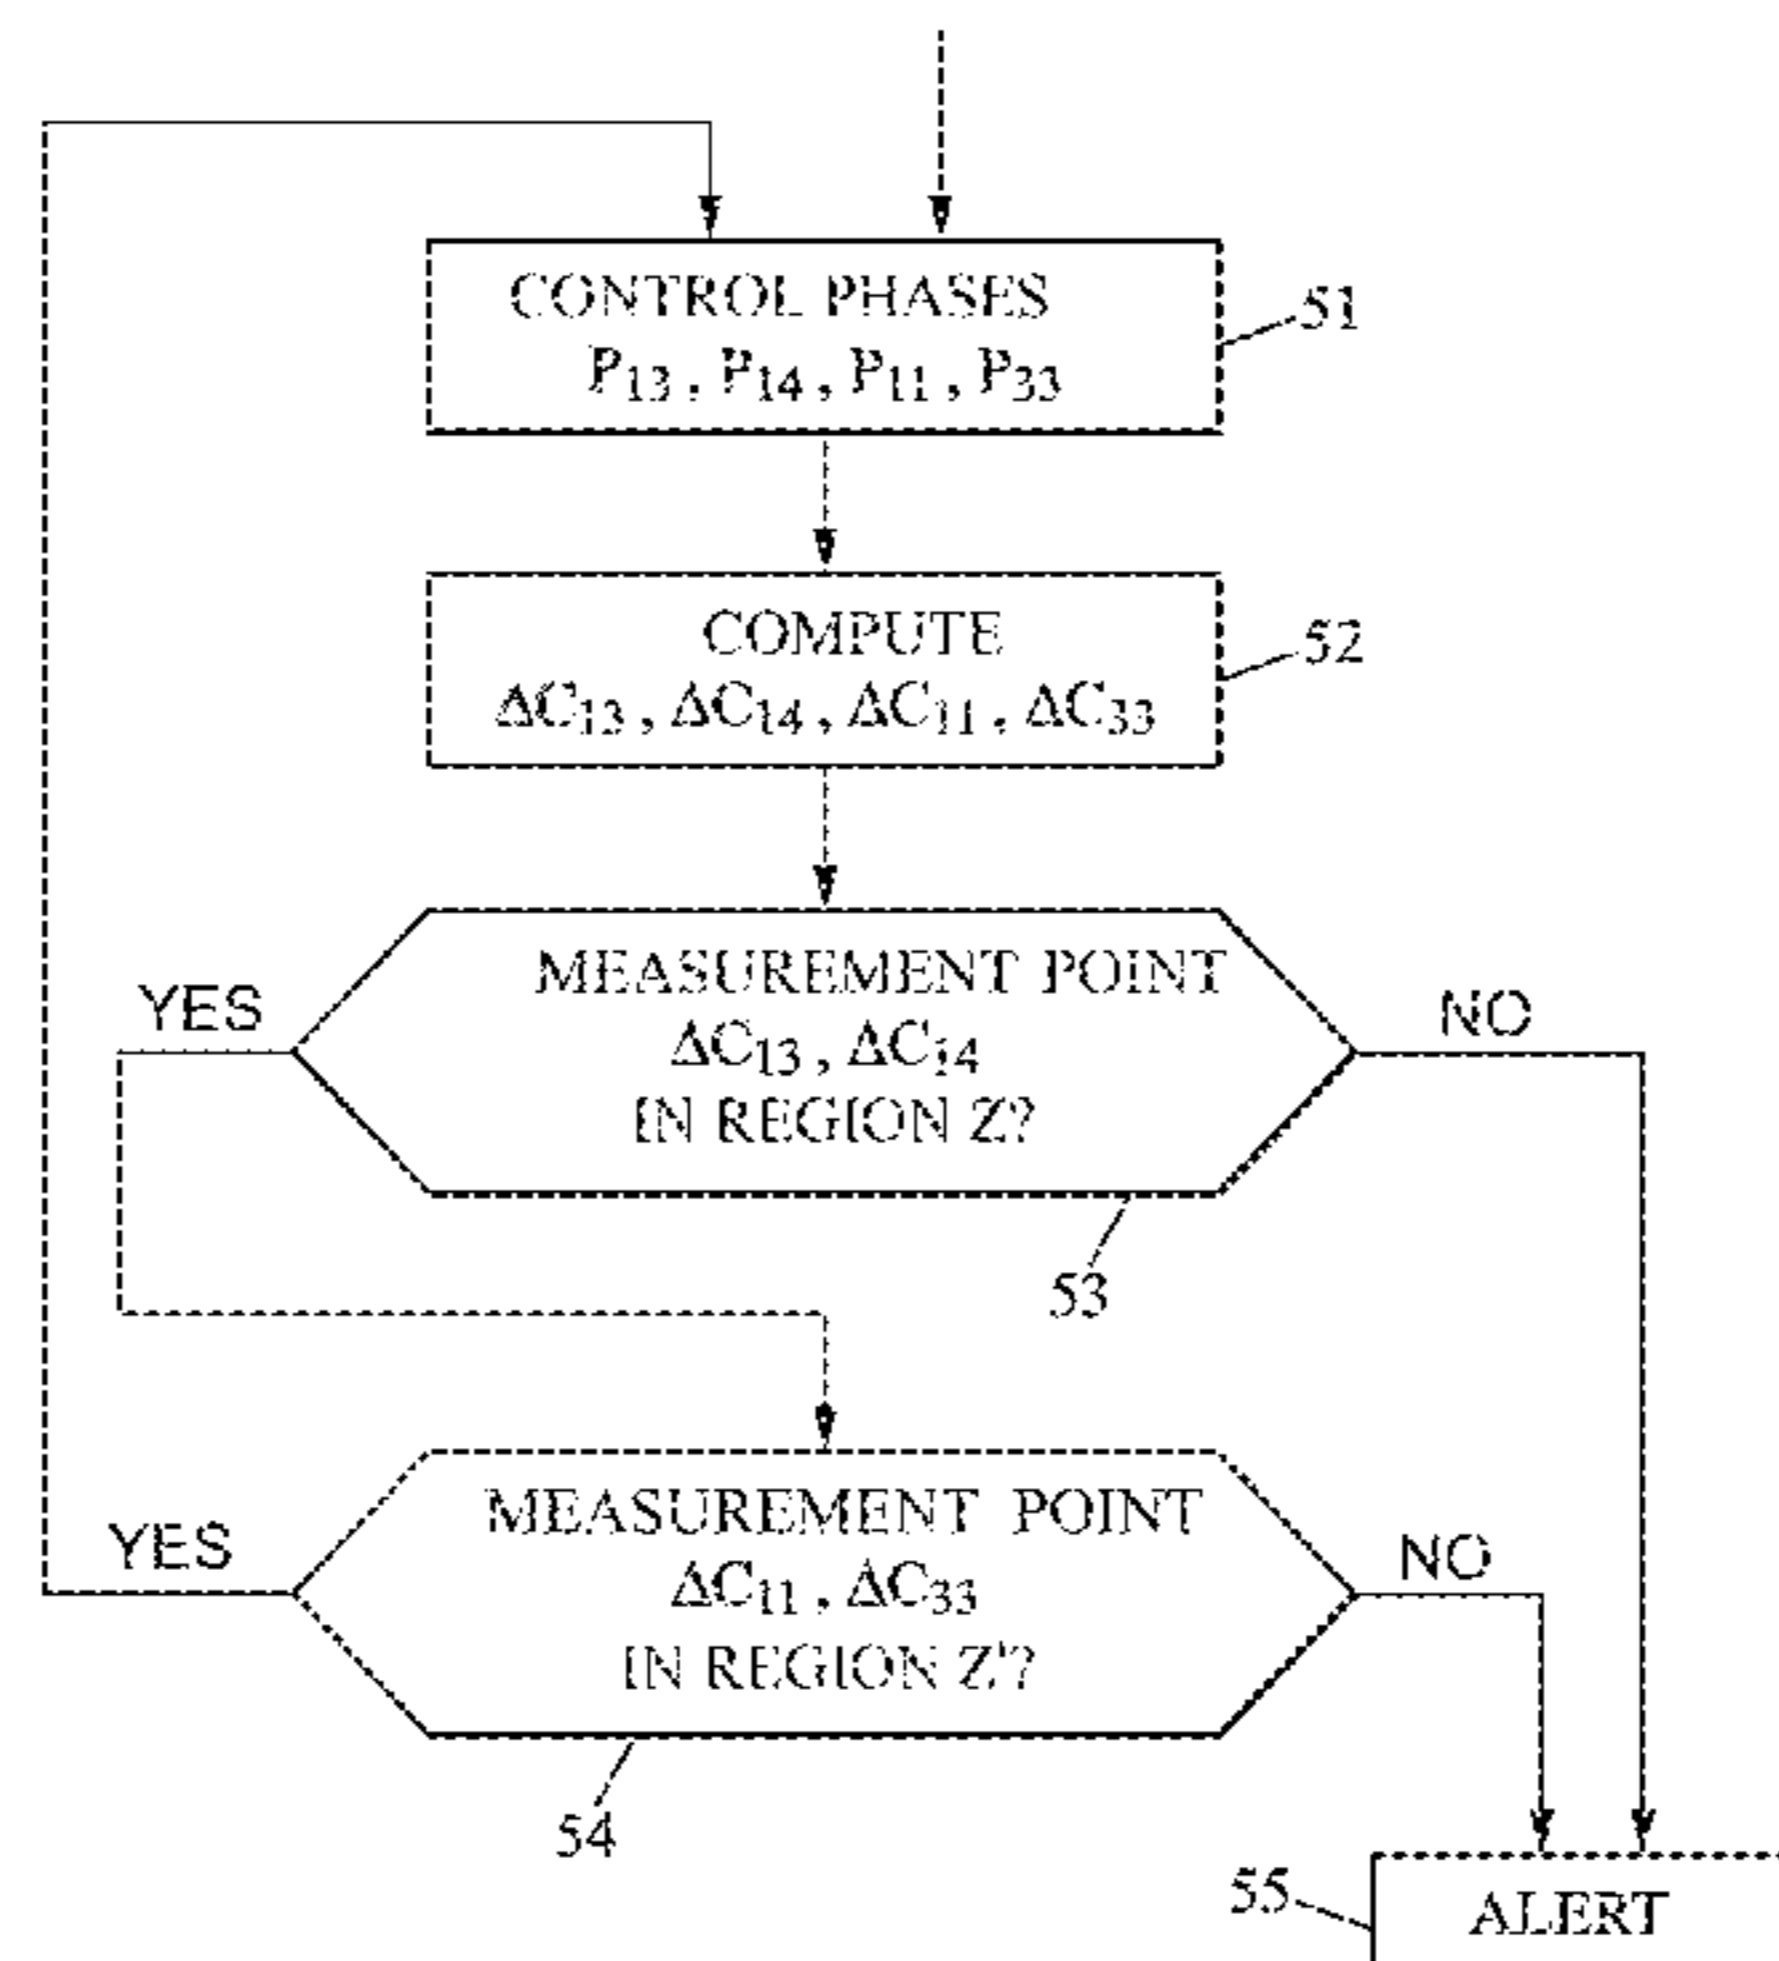 CONTROL PHASES
P₁₃, P₁₄, P₁₁, P₃₃
51
COMPUTE
ΔC₁₃, ΔC₁₄, ΔC₁₁, ΔC₃₃
52
MEASUREMENT POINT
ΔC₁₃, ΔC₁₄
IN REGION Z?
YES
NO
53
MEASUREMENT POINT
ΔC₁₁, ΔC₃₃
IN REGION Z'?
YES
NO
54
55
ALERT